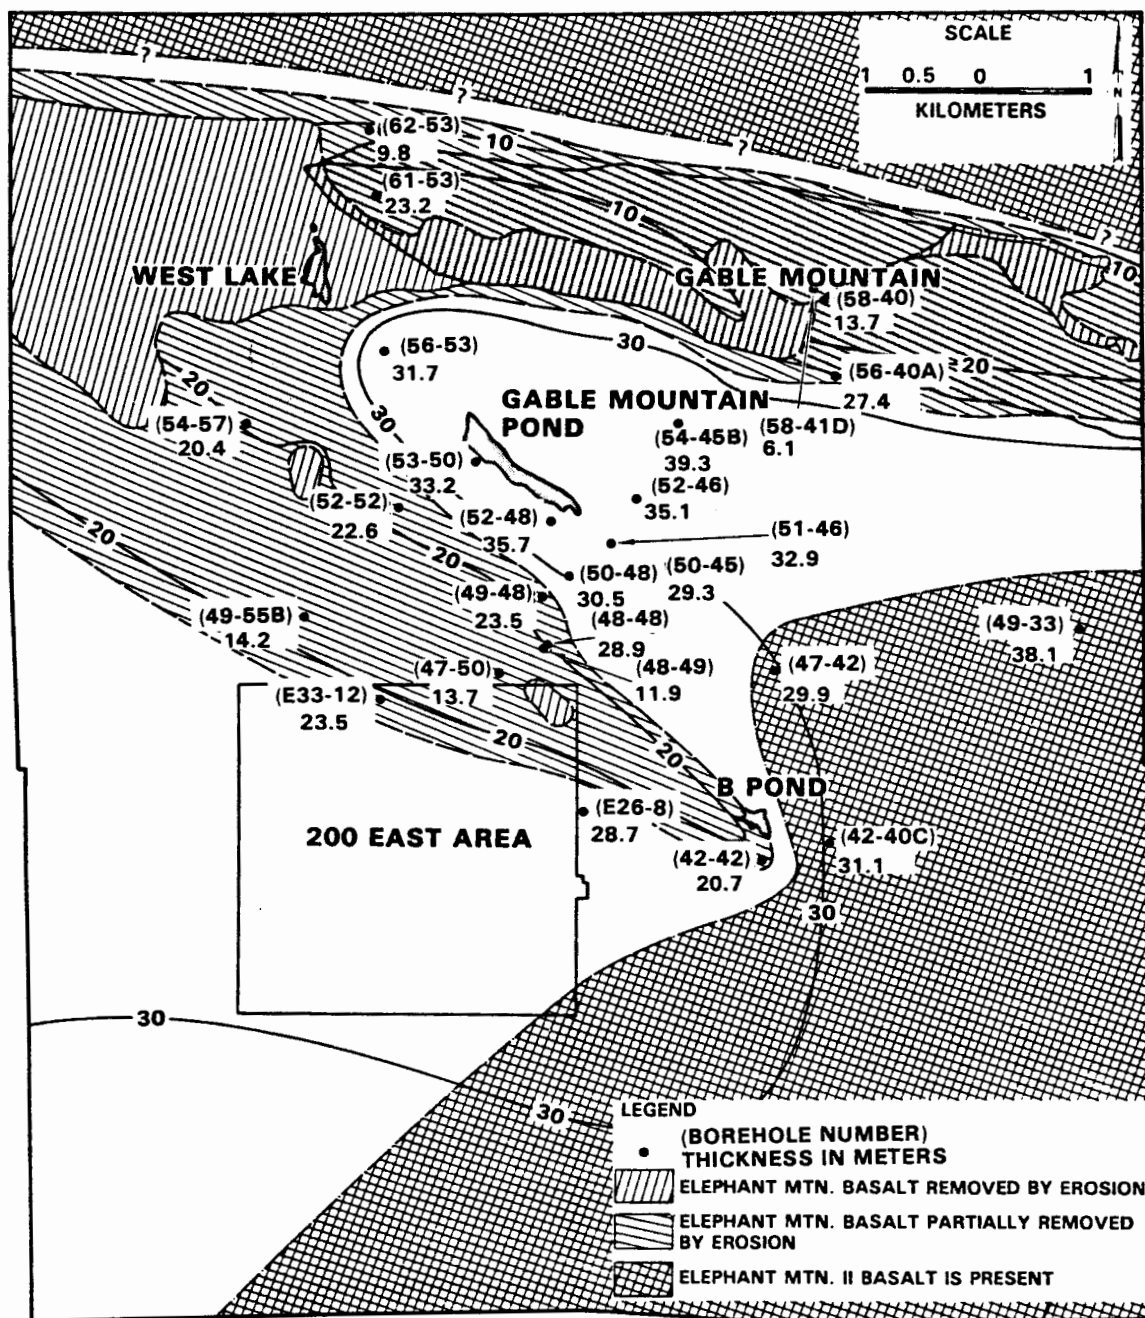 SCALE
1 0.5 0 1
KILOMETERS
N
?
?
?
?
(62-53)
9.8
10
(61-53)
23.2
10
10
WEST LAKE
GABLE MOUNTAIN
(58-40)
13.7
30
(56-53)
31.7
20
(56-40A)
27.4
20
GABLE MOUNTAIN
POND
30
(54-57)
20.4
(54-45B)
39.3
(58-41D)
6.1
(53-50)
33.2
(52-46)
35.1
(52-52)
22.6
(52-48)
35.7
(51-46)
32.9
20
20
(50-48)
30.5
(50-45)
29.3
(49-48)
23.5
(49-55B)
14.2
(48-48)
28.9
(49-33)
38.1
(47-50)
13.7
(48-49)
11.9
(47-42)
29.9
(E33-12)
23.5
20
20
B POND
(E26-8)
28.7
200 EAST AREA
(42-40C)
31.1
(42-42)
20.7
30
30
30
LEGEND
(BOREHOLE NUMBER)
THICKNESS IN METERS
ELEPHANT MTN. BASALT REMOVED BY EROSION
ELEPHANT MTN. BASALT PARTIALLY REMOVED
BY EROSION
ELEPHANT MTN. II BASALT IS PRESENT